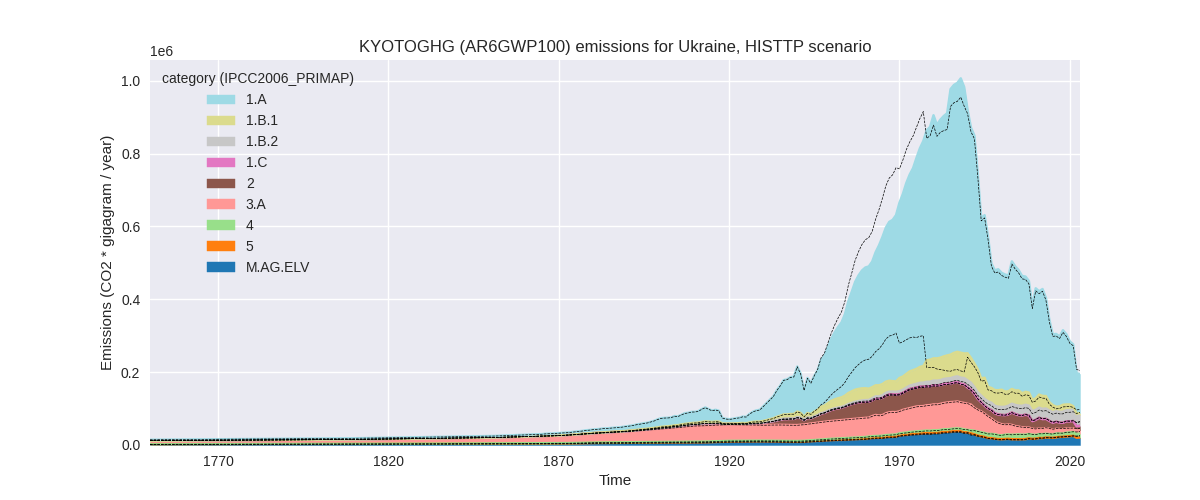 KYOTOGHG (AR6GWP100) emissions for Ukraine, HISTTP scenario
1e6
category (IPCC2006_PRIMAP)
1.A
1.B.1
1.B.2
1.C
2
3.A
4
5
M.AG.ELV
Emissions (CO2 * gigagram / year)
1.0
0.8
0.6
0.4
0.2
0.0
1770 1820 1870 1920 1970 2020
Time